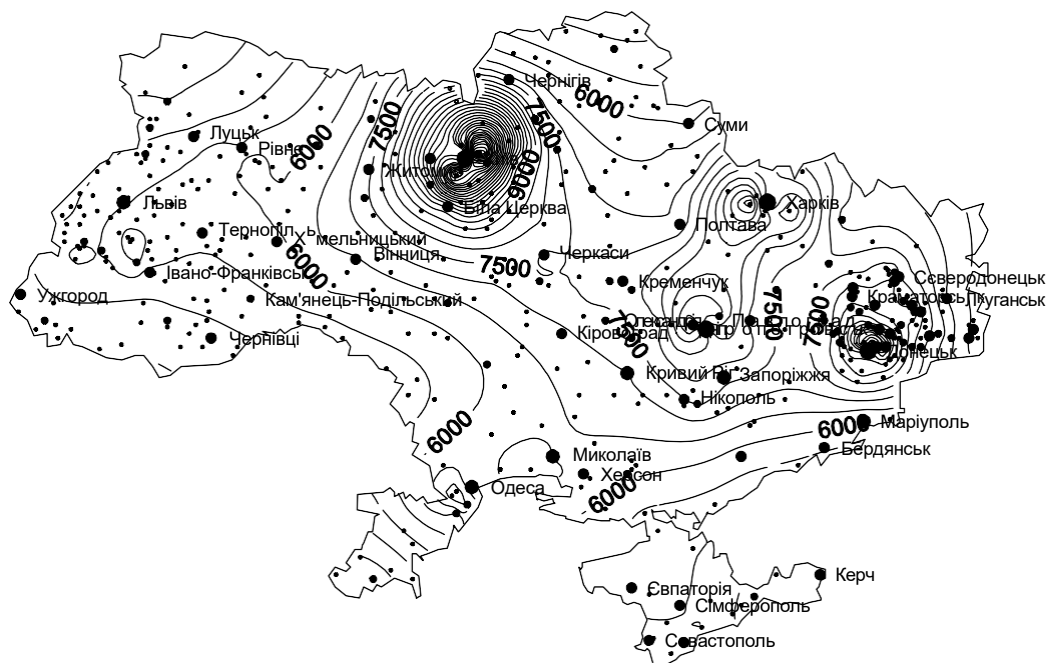 Чернігів
6000
7500
7500
Суми
Луцьк
6000
Рівне
Київ
Житомир
9000
Біла Церква
Львів
Харків
Полтава
Тернопіль
Хмельницький
Вінниця
Черкаси
7500
6000
Івано-Франківськ
Сєверодонецьк
Ужгород
Кам'янець-Подільський
Кременчук
Краматорськ
Луганськ
7500
7500
Чернівці
Кіровоград
Донецьк
Кривий Ріг
Запоріжжя
Нікополь
6000
6000
Маріуполь
Бердянськ
Миколаїв
Херсон
6000
Одеса
Керч
Євпаторія
Сімферополь
Севастополь